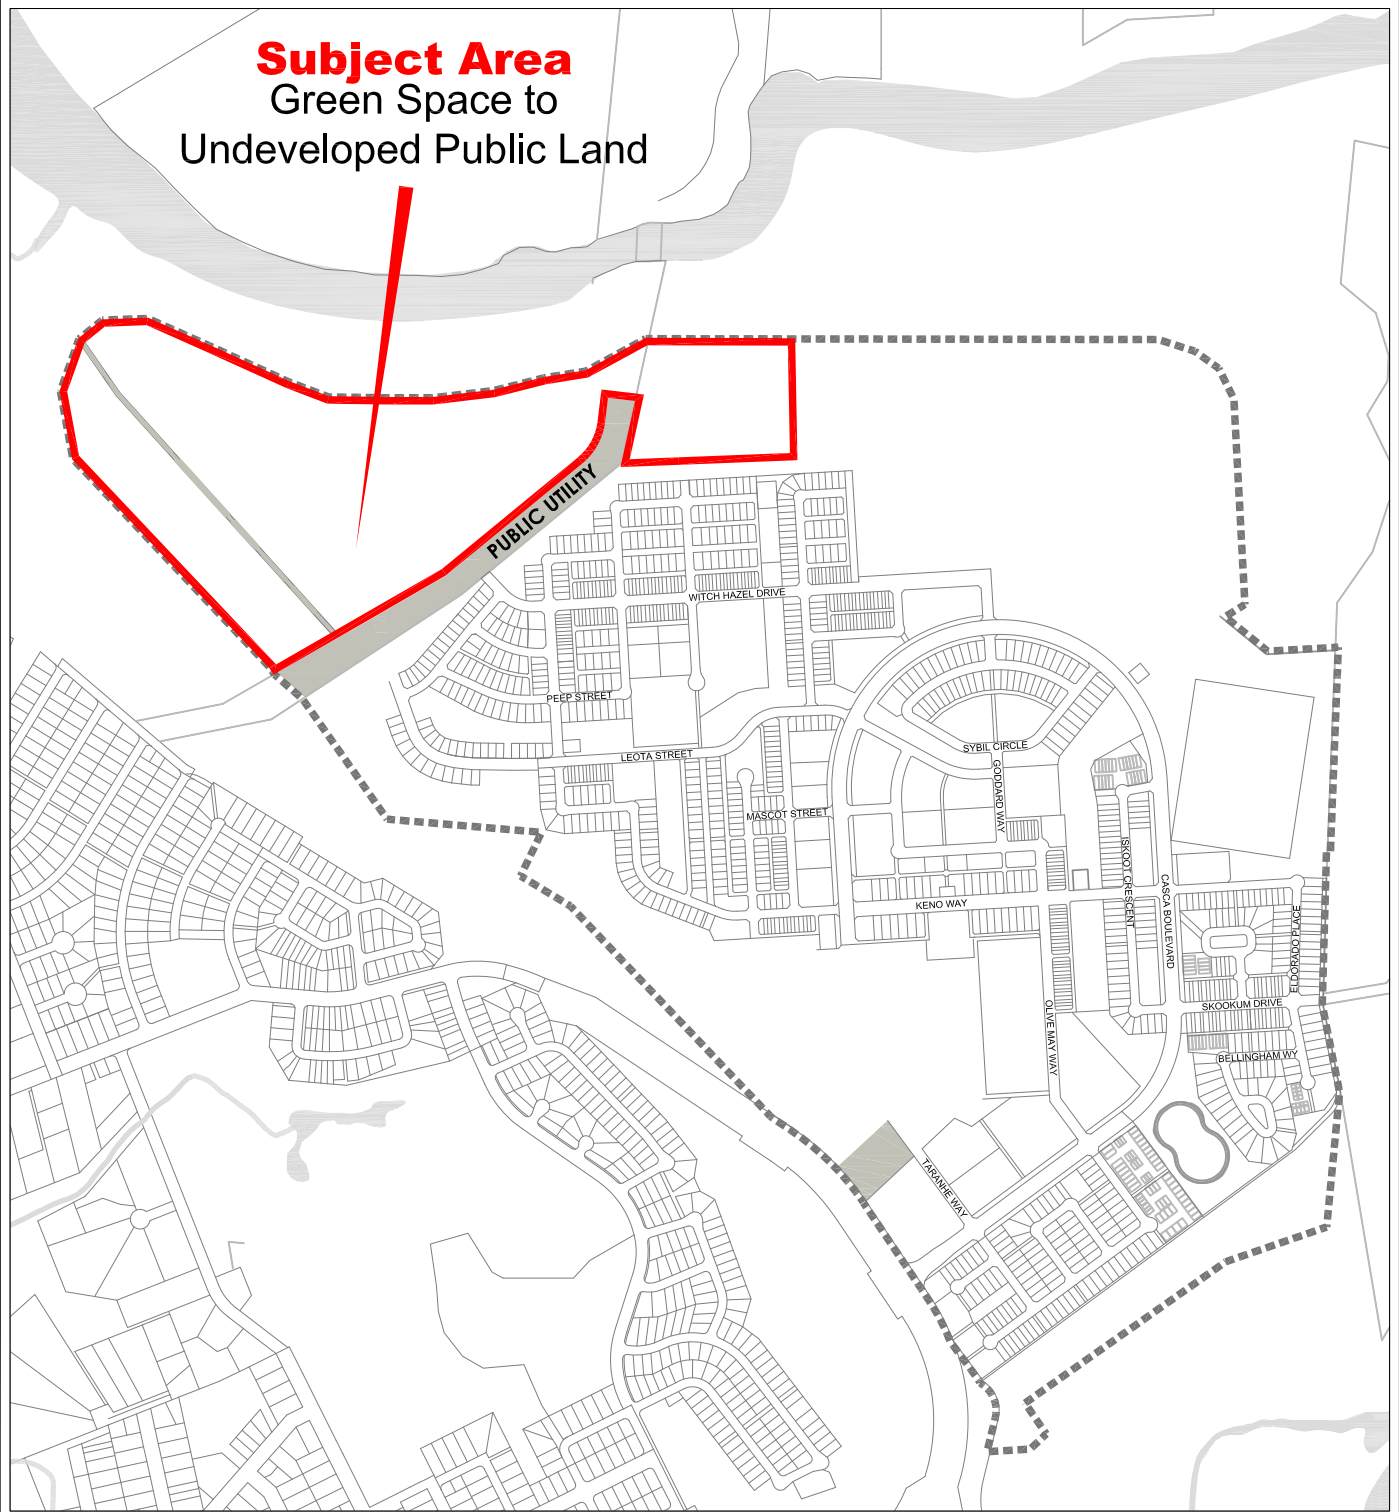 Subject Area
Green Space to
Undeveloped Public Land
PUBLIC UTILITY
WITCH HAZEL DRIVE
PEEP STREET
LEOTA STREET
SYBIL CIRCLE
GODDARD WAY
MASCOT STREET
ISKOOT CRESCENT
CASCA BOULEVARD
KENO WAY
ELDORADO PLACE
OLIVE MAY WAY
SKOOKUM DRIVE
BELLINGHAM WY
TARANHE WAY